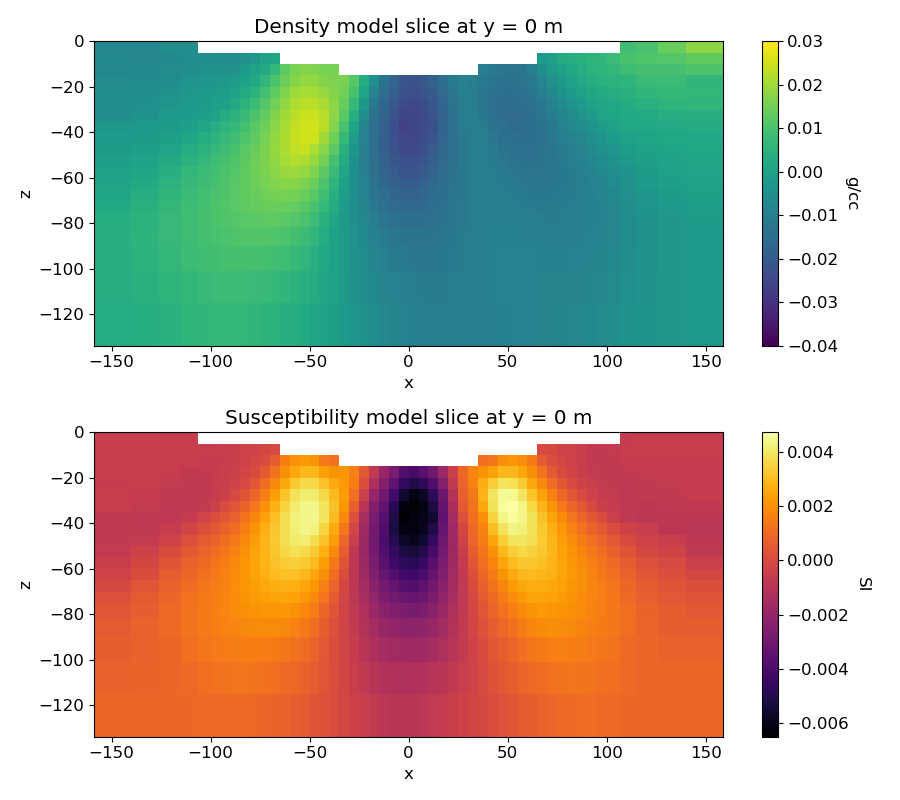 Density model slice at y = 0 m
0
−20
−40
−60
−80
−100
−120
z
−150 −100 −50 0 50 100 150
x
0.03
0.02
0.01
0.00
−0.01
−0.02
−0.03
−0.04
g/cc
Susceptibility model slice at y = 0 m
0
−20
−40
−60
−80
−100
−120
z
−150 −100 −50 0 50 100 150
x
0.004
0.002
0.000
−0.002
−0.004
−0.006
SI